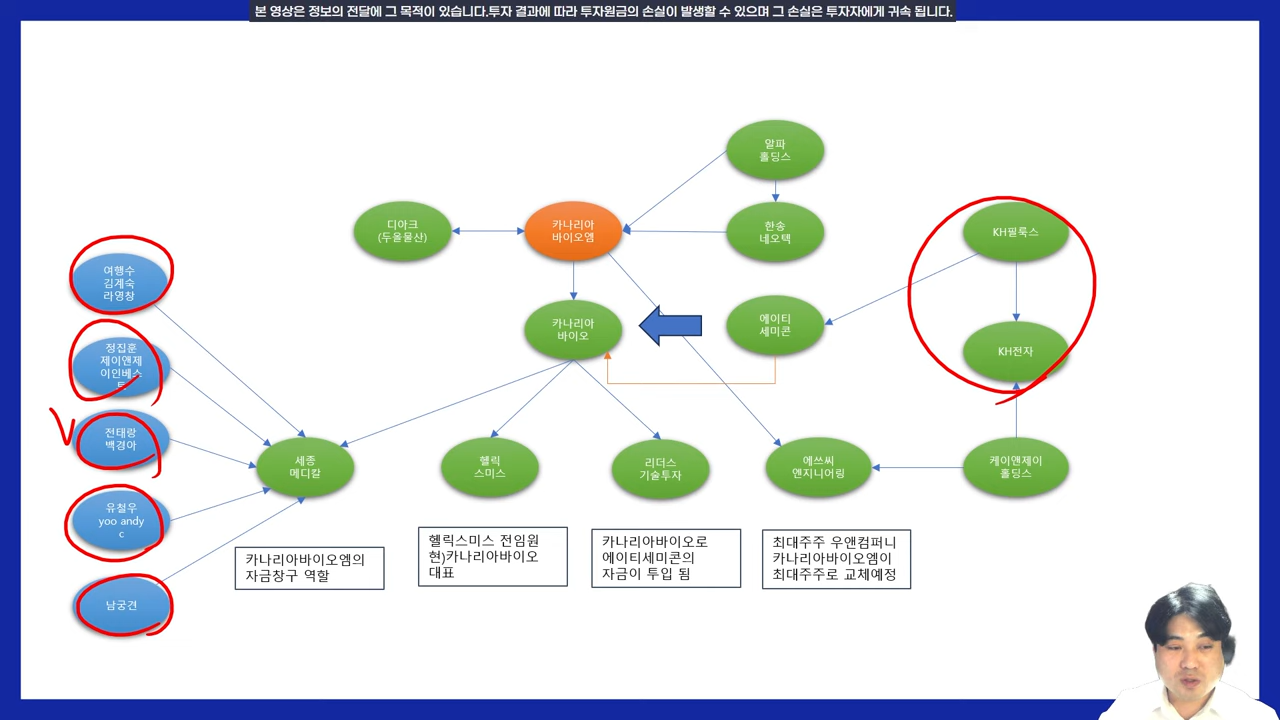 본 영상은 정보의 전달에 그 목적이 있습니다.투자 결과에 따라 투자원금의 손실이 발생할 수 있으며 그 손실은 투자자에게 귀속 됩니다.
알파
홀딩스
디아크
(두올물산)
카나리아
바이오엠
한송
네오텍
KH필룩스
여행수
김계숙
라영창
카나리아
바이오
에이티
세미콘
KH전자
정집훈
제이앤제
이인베스
트
전태랑
백경아
세종
메디칼
헬릭
스미스
리더스
기술투자
에쓰씨
엔지니어링
케이앤제이
홀딩스
유철우
yoo andy
c
남궁견
카나리아바이오엠의
자금창구 역할
헬릭스미스 전임원
현)카나리아바이오
대표
카나리아바이오로
에이티세미콘의
자금이 투입 됨
최대주주 우앤컴퍼니
카나리아바이오엠이
최대주주로 교체예정